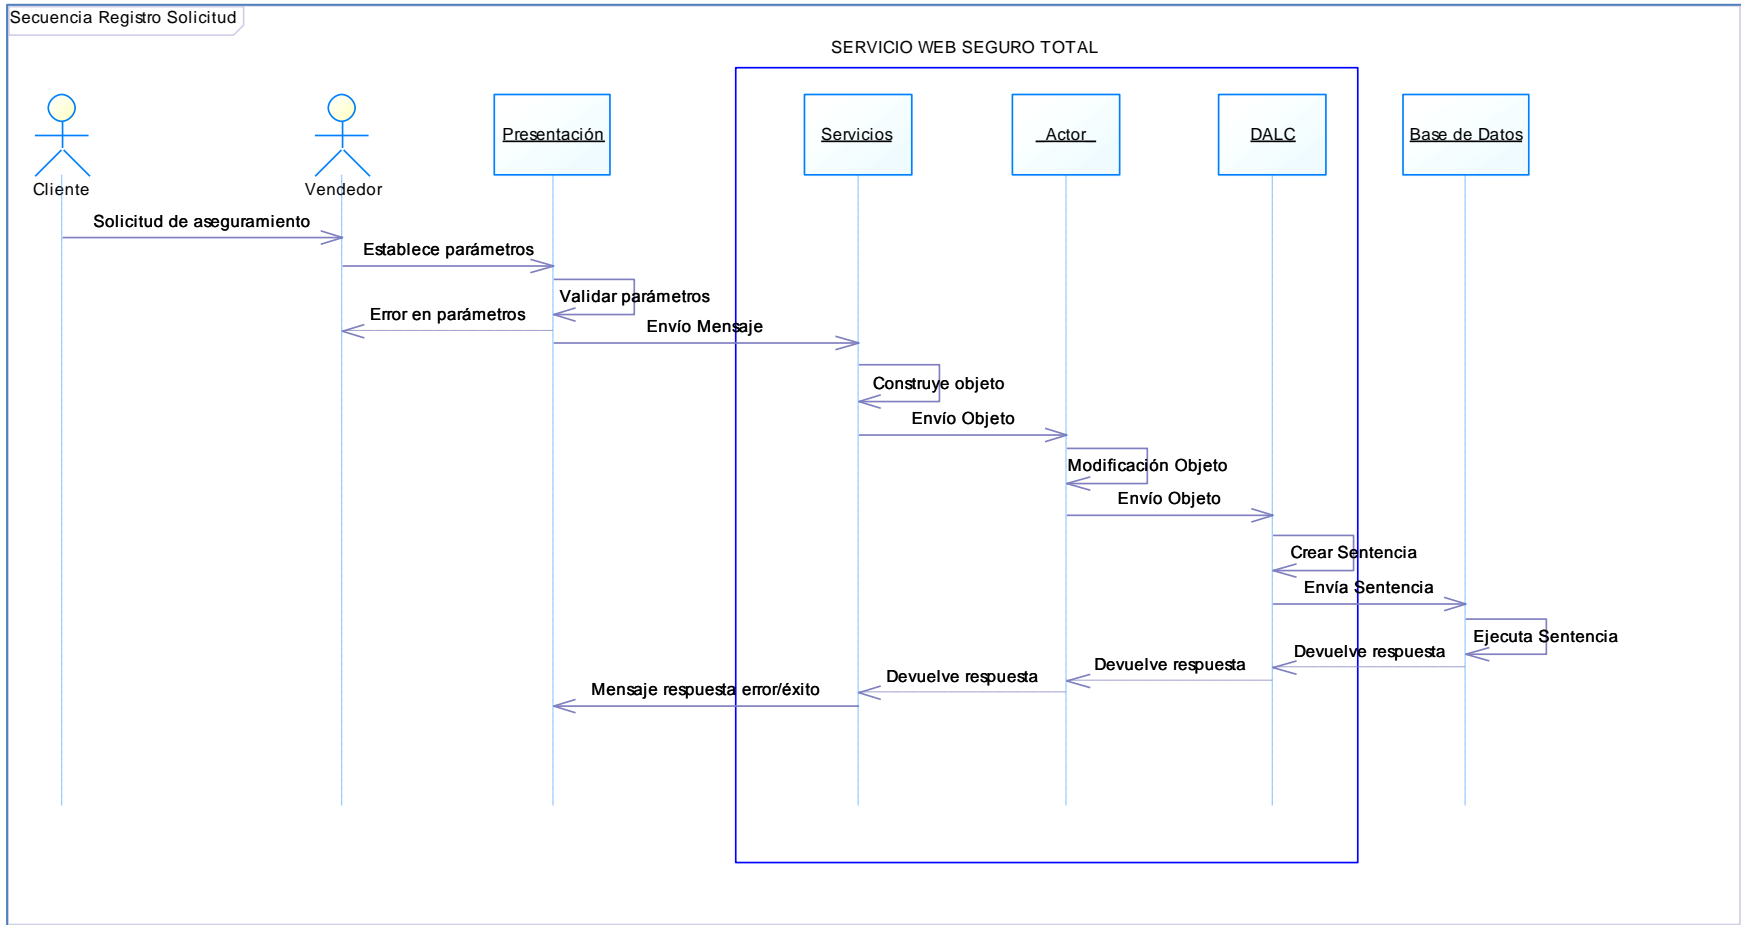 Secuencia Registro Solicitud
SERVICIO WEB SEGURO TOTAL
Cliente
Vendedor
Presentación
Servicios
Actor
DALC
Base de Datos
Solicitud de aseguramiento
Establece parámetros
Validar parámetros
Error en parámetros
Envío Mensaje
Construye objeto
Envío Objeto
Modificación Objeto
Envío Objeto
Crear Sentencia
Envía Sentencia
Ejecuta Sentencia
Devuelve respuesta
Devuelve respuesta
Devuelve respuesta
Mensaje respuesta error/éxito